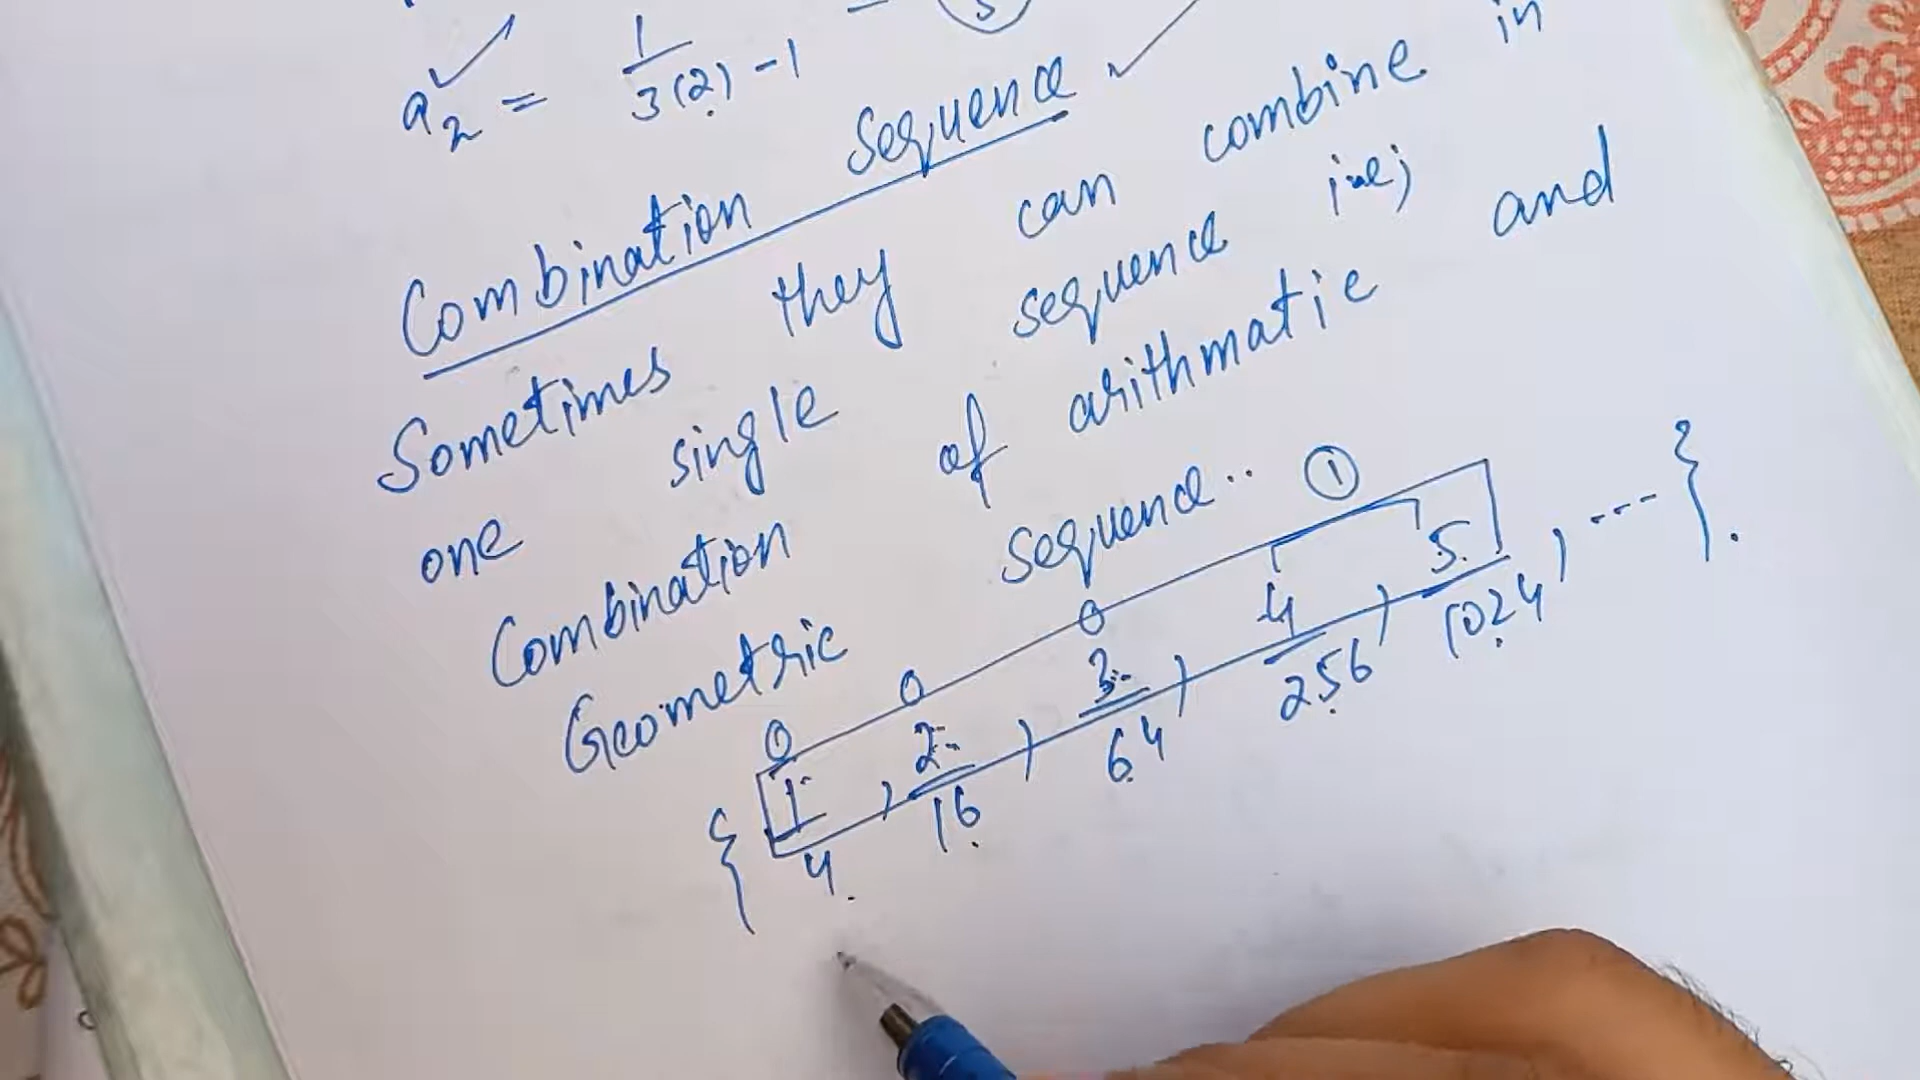 a₂ = 1/3(2)-1
Combination Sequence ✓
Sometimes they can combine in
one single sequence i.e;
Combination of arithmatic and
Geometric Sequence.. ①
{ 1/4, 2/16, 3/64, 4/256, 5/1024, ---- }.